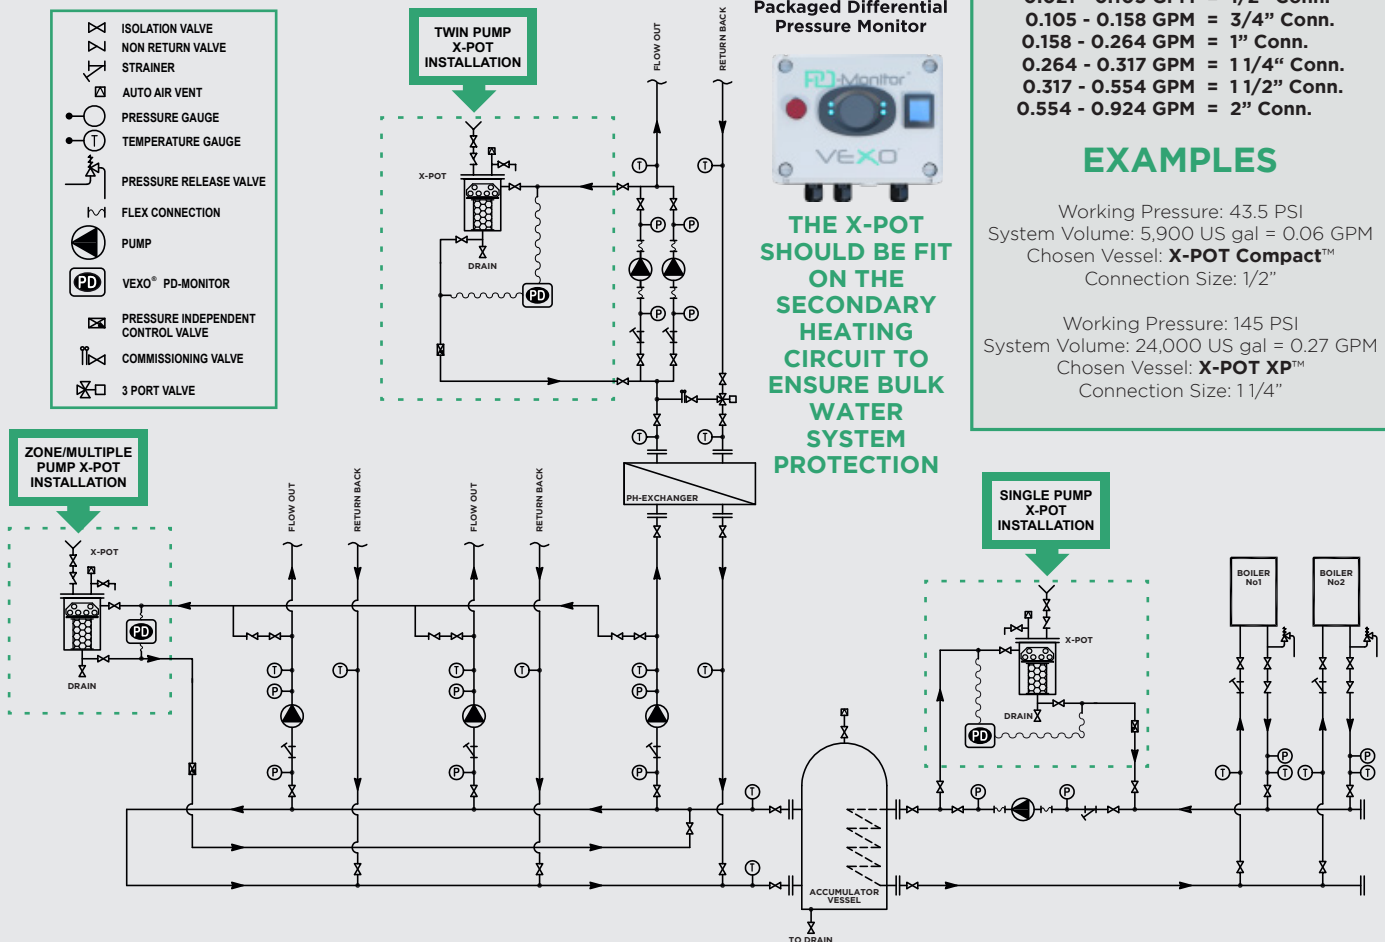 ISOLATION VALVE
NON RETURN VALVE
STRAINER
AUTO AIR VENT
PRESSURE GAUGE
T
TEMPERATURE GAUGE
PRESSURE RELEASE VALVE
FLEX CONNECTION
PUMP
PD
VEXO® PD-MONITOR
PRESSURE INDEPENDENT
CONTROL VALVE
COMMISSIONING VALVE
3 PORT VALVE
TWIN PUMP
X-POT
INSTALLATION
X-POT
DRAIN
PD
FLOW OUT
RETURN BACK
T
T
P
P
P
P
T
T
PH-EXCHANGER
Packaged Differential
Pressure Monitor
PD-Monitor®
VEXO®
THE X-POT
SHOULD BE FIT
ON THE
SECONDARY
HEATING
CIRCUIT TO
ENSURE BULK
WATER
SYSTEM
PROTECTION
0.105 - 0.158 GPM = 3/4” Conn.
0.158 - 0.264 GPM = 1” Conn.
0.264 - 0.317 GPM = 1 1/4“ Conn.
0.317 - 0.554 GPM = 1 1/2” Conn.
0.554 - 0.924 GPM = 2” Conn.
EXAMPLES
Working Pressure: 43.5 PSI
System Volume: 5,900 US gal = 0.06 GPM
Chosen Vessel: X-POT Compact™
Connection Size: 1/2”
Working Pressure: 145 PSI
System Volume: 24,000 US gal = 0.27 GPM
Chosen Vessel: X-POT XP™
Connection Size: 1 1/4”
ZONE/MULTIPLE
PUMP X-POT
INSTALLATION
X-POT
PD
DRAIN
FLOW OUT
RETURN BACK
FLOW OUT
RETURN BACK
T
T
T
T
T
T
P
P
P
P
P
P
T
T
SINGLE PUMP
X-POT
INSTALLATION
X-POT
DRAIN
PD
P
P
BOILER
No1
BOILER
No2
P
P
T
T
T
T
ACCUMULATOR
VESSEL
TO DRAIN